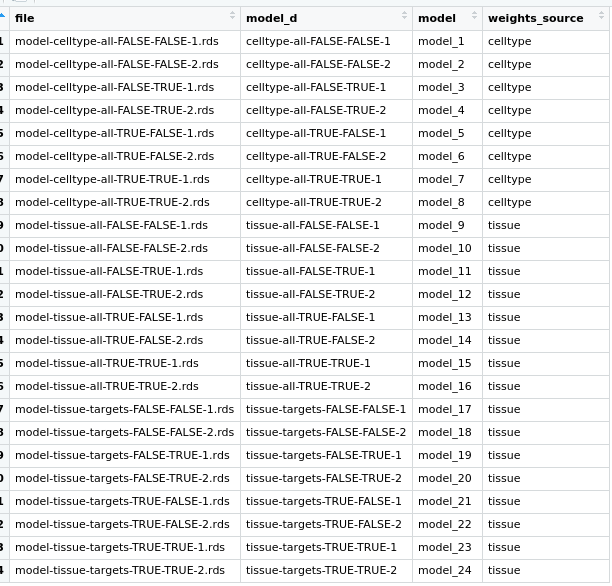 file model_d model weights_source
1 model-celltype-all-FALSE-FALSE-1.rds celltype-all-FALSE-FALSE-1 model_1 celltype
2 model-celltype-all-FALSE-FALSE-2.rds celltype-all-FALSE-FALSE-2 model_2 celltype
3 model-celltype-all-FALSE-TRUE-1.rds celltype-all-FALSE-TRUE-1 model_3 celltype
4 model-celltype-all-FALSE-TRUE-2.rds celltype-all-FALSE-TRUE-2 model_4 celltype
5 model-celltype-all-TRUE-FALSE-1.rds celltype-all-TRUE-FALSE-1 model_5 celltype
6 model-celltype-all-TRUE-FALSE-2.rds celltype-all-TRUE-FALSE-2 model_6 celltype
7 model-celltype-all-TRUE-TRUE-1.rds celltype-all-TRUE-TRUE-1 model_7 celltype
8 model-celltype-all-TRUE-TRUE-2.rds celltype-all-TRUE-TRUE-2 model_8 celltype
9 model-tissue-all-FALSE-FALSE-1.rds tissue-all-FALSE-FALSE-1 model_9 tissue
0 model-tissue-all-FALSE-FALSE-2.rds tissue-all-FALSE-FALSE-2 model_10 tissue
1 model-tissue-all-FALSE-TRUE-1.rds tissue-all-FALSE-TRUE-1 model_11 tissue
2 model-tissue-all-FALSE-TRUE-2.rds tissue-all-FALSE-TRUE-2 model_12 tissue
3 model-tissue-all-TRUE-FALSE-1.rds tissue-all-TRUE-FALSE-1 model_13 tissue
4 model-tissue-all-TRUE-FALSE-2.rds tissue-all-TRUE-FALSE-2 model_14 tissue
5 model-tissue-all-TRUE-TRUE-1.rds tissue-all-TRUE-TRUE-1 model_15 tissue
6 model-tissue-all-TRUE-TRUE-2.rds tissue-all-TRUE-TRUE-2 model_16 tissue
7 model-tissue-targets-FALSE-FALSE-1.rds tissue-targets-FALSE-FALSE-1 model_17 tissue
8 model-tissue-targets-FALSE-FALSE-2.rds tissue-targets-FALSE-FALSE-2 model_18 tissue
9 model-tissue-targets-FALSE-TRUE-1.rds tissue-targets-FALSE-TRUE-1 model_19 tissue
0 model-tissue-targets-FALSE-TRUE-2.rds tissue-targets-FALSE-TRUE-2 model_20 tissue
1 model-tissue-targets-TRUE-FALSE-1.rds tissue-targets-TRUE-FALSE-1 model_21 tissue
2 model-tissue-targets-TRUE-FALSE-2.rds tissue-targets-TRUE-FALSE-2 model_22 tissue
3 model-tissue-targets-TRUE-TRUE-1.rds tissue-targets-TRUE-TRUE-1 model_23 tissue
4 model-tissue-targets-TRUE-TRUE-2.rds tissue-targets-TRUE-TRUE-2 model_24 tissue